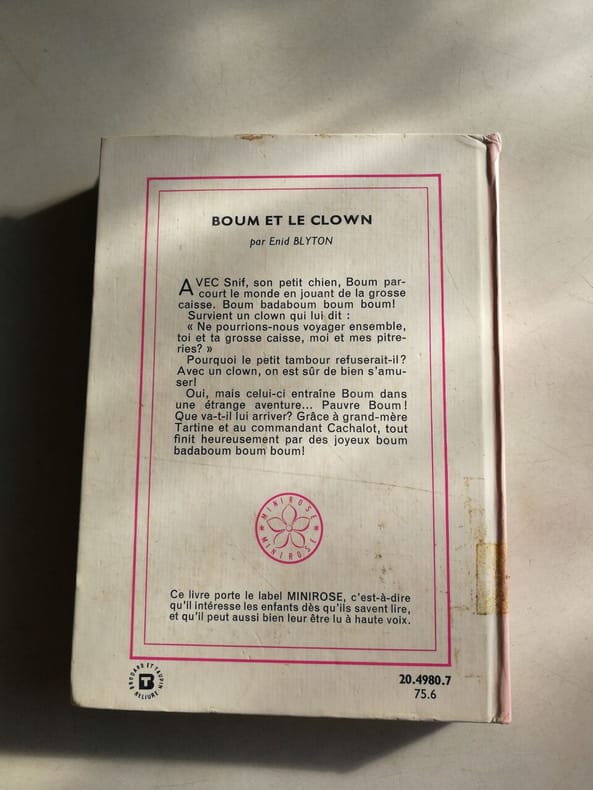 BOUM ET LE CLOWN
par Enid BLYTON
AVEC Snif, son petit chien, Boum par-
court le monde en jouant de la grosse
caisse. Boum badaboum boum boum!
Survient un clown qui lui dit :
« Ne pourrions-nous voyager ensemble,
toi et ta grosse caisse, moi et mes pitre-
ries? »
Pourquoi le petit tambour refuserait-il?
Avec un clown, on est sûr de bien s'amu-
ser!
Oui, mais celui-ci entraîne Boum dans
une étrange aventure... Pauvre Boum!
Que va-t-il lui arriver? Grâce à grand-mère
Tartine et au commandant Cachalot, tout
finit heureusement par des joyeux boum
badaboum boum boum!
MINIROSE
MINIROSE
Ce livre porte le label MINIROSE, c'est-à-dire
qu'il intéresse les enfants dès qu'ils savent lire,
et qu'il peut aussi bien leur être lu à haute voix.
BRODARD ET TAUPIN
RELIURE
BT
20.4980.7
75.6